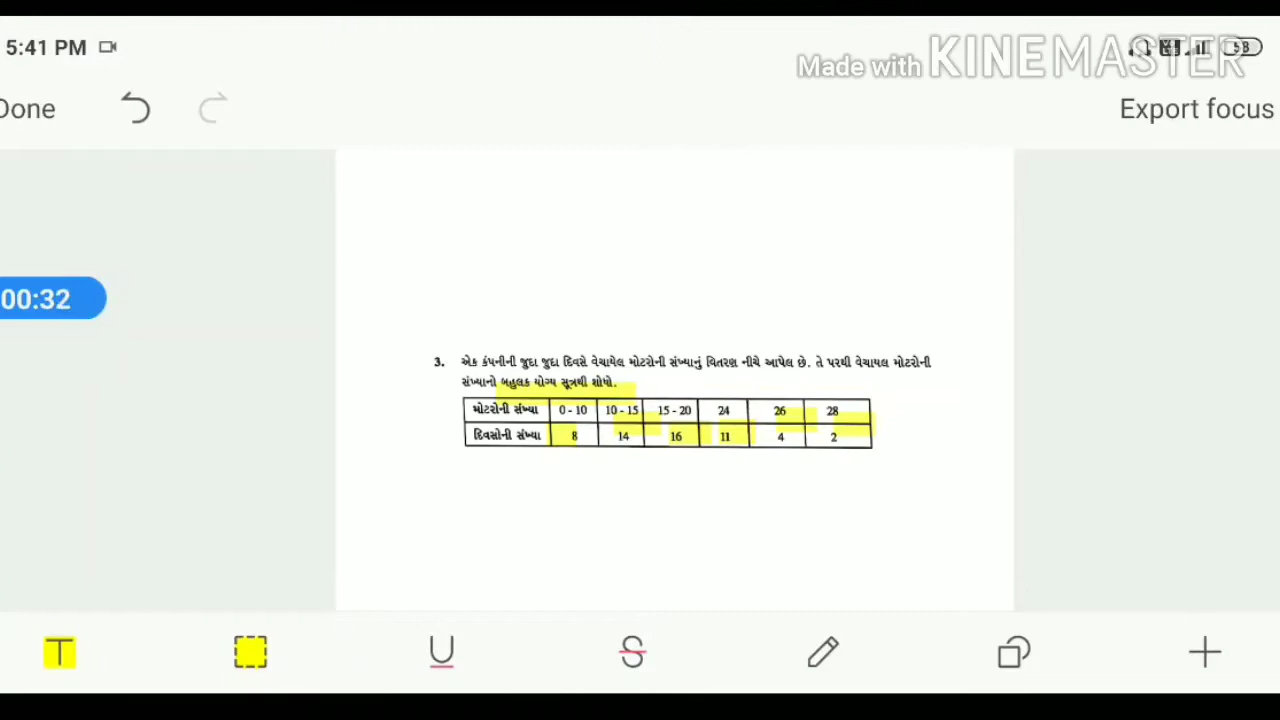 5:41 PM
58
Made with KINEMASTER
Done
Export focus
00:32
3. એક કંપનીની જુદા જુદા દિવસે વેચાયેલ મોટરોની સંખ્યાનું વિતરણ નીચે આપેલ છે. તે પરથી વેચાયલ મોટરોની
સંખ્યાનો બહુલક યોગ્ય સૂત્રથી શોધો.
મોટરોની સંખ્યા 0 - 10 10 - 15 15 - 20 24 26 28
દિવસોની સંખ્યા 8 14 16 11 4 2
T U S